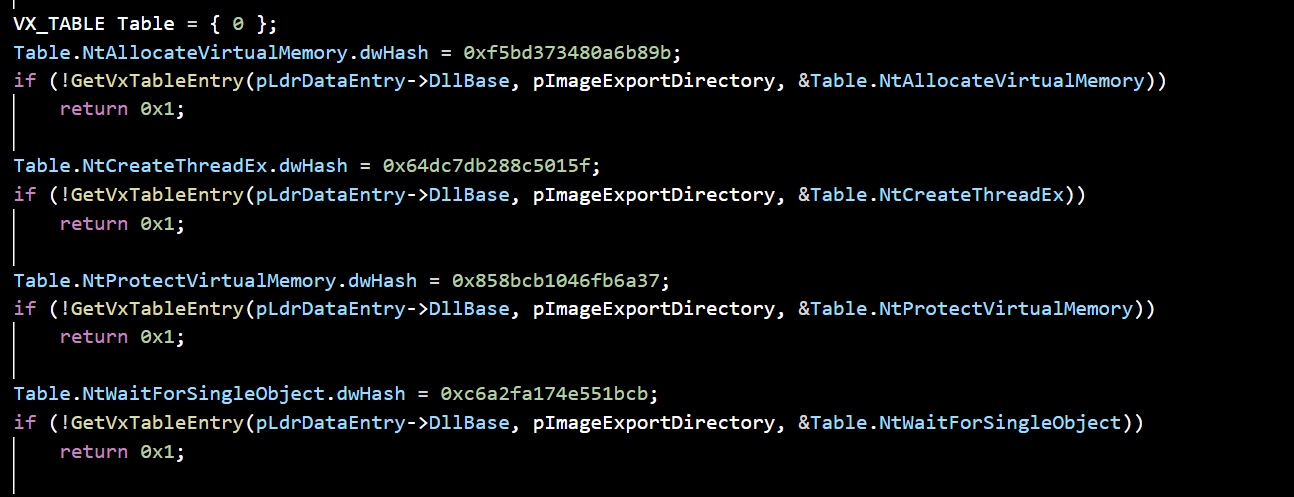 VX_TABLE Table = { 0 };
Table.NtAllocateVirtualMemory.dwHash = 0xf5bd373480a6b89b;
if (!GetVxTableEntry(pLdrDataEntry->DllBase, pImageExportDirectory, &Table.NtAllocateVirtualMemory))
    return 0x1;
Table.NtCreateThreadEx.dwHash = 0x64dc7db288c5015f;
if (!GetVxTableEntry(pLdrDataEntry->DllBase, pImageExportDirectory, &Table.NtCreateThreadEx))
    return 0x1;
Table.NtProtectVirtualMemory.dwHash = 0x858bcb1046fb6a37;
if (!GetVxTableEntry(pLdrDataEntry->DllBase, pImageExportDirectory, &Table.NtProtectVirtualMemory))
    return 0x1;
Table.NtWaitForSingleObject.dwHash = 0xc6a2fa174e551bcb;
if (!GetVxTableEntry(pLdrDataEntry->DllBase, pImageExportDirectory, &Table.NtWaitForSingleObject))
    return 0x1;